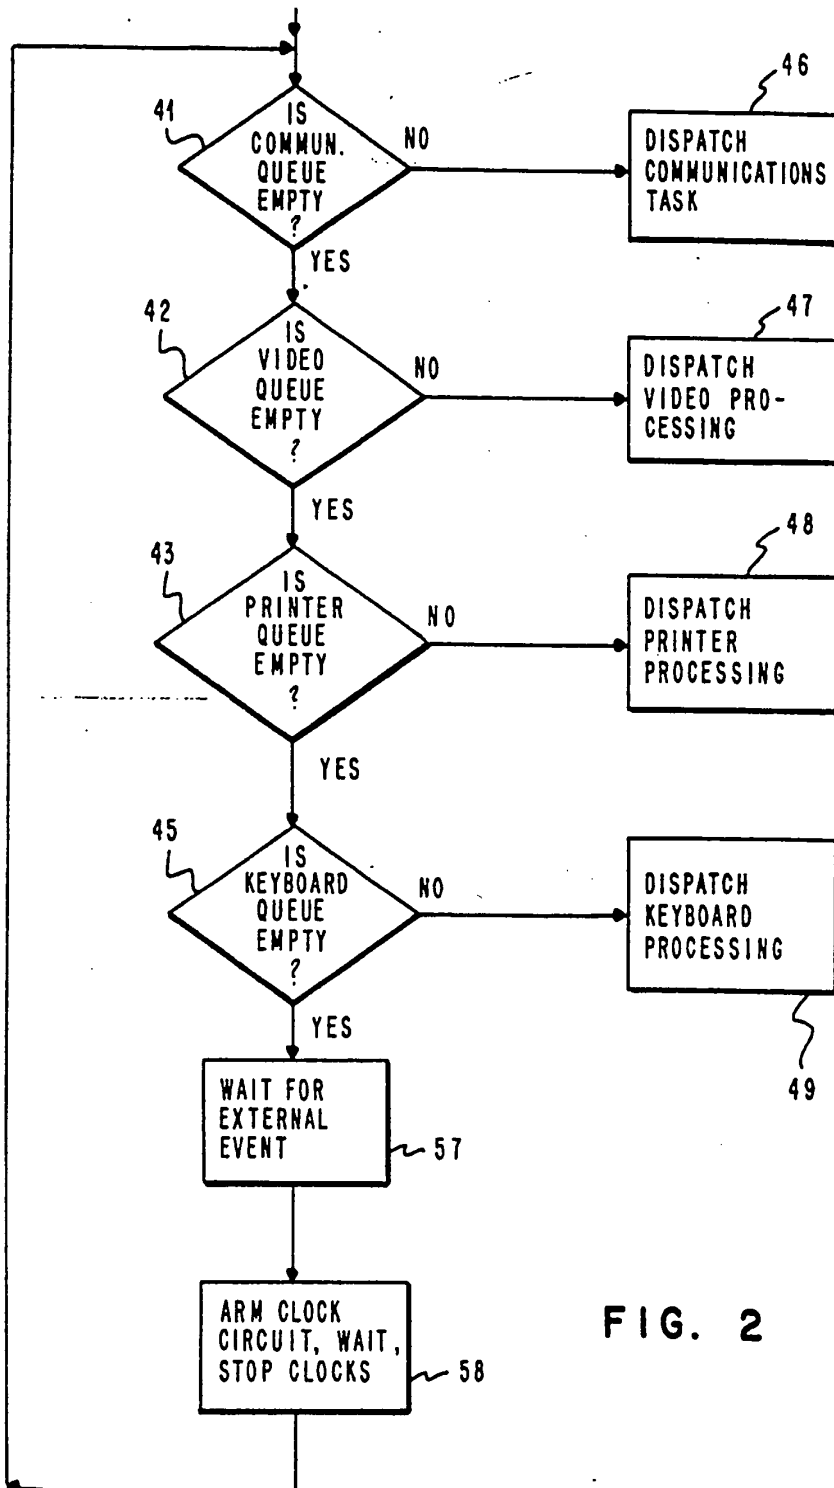 41
IS
COMMUN.
QUEUE
EMPTY
?
NO
YES
46
DISPATCH
COMMUNICATIONS
TASK
42
IS
VIDEO
QUEUE
EMPTY
?
NO
YES
47
DISPATCH
VIDEO PRO-
CESSING
43
IS
PRINTER
QUEUE
EMPTY
?
NO
YES
48
DISPATCH
PRINTER
PROCESSING
45
IS
KEYBOARD
QUEUE
EMPTY
?
NO
YES
DISPATCH
KEYBOARD
PROCESSING
49
WAIT FOR
EXTERNAL
EVENT
57
ARM CLOCK
CIRCUIT, WAIT,
STOP CLOCKS
58
FIG. 2